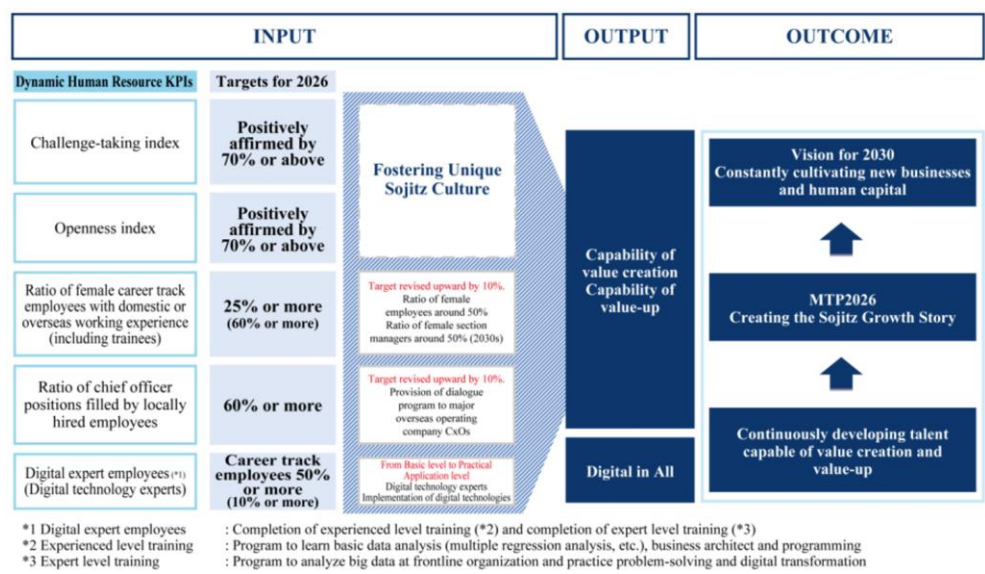 INPUT
OUTPUT
OUTCOME
Dynamic Human Resource KPIs
Targets for 2026
Challenge-taking index
Positively
affirmed by
70% or above
Openness index
Positively
affirmed by
70% or above
Ratio of female career track
employees with domestic or
overseas working experience
(including trainees)
25% or more
(60% or more)
Ratio of chief officer
positions filled by locally
hired employees
60% or more
Digital expert employees (*1)
(Digital technology experts)
Career track
employees 50%
or more
(10% or more)
Fostering Unique
Sojitz Culture
Target revised upward by 10%.
Ratio of female
employees around 50%
Ratio of female section
managers around 50% (2030s)
Target revised upward by 10%.
Provision of dialogue
program to major
overseas operating
company CxOs
From Basic level to Practical
Application level
Digital technology experts
Implementation of digital technologies
Capability of
value creation
Capability of
value-up
Digital in All
Vision for 2030
Constantly cultivating new businesses
and human capital
MTP2026
Creating the Sojitz Growth Story
Continuously developing talent
capable of value creation and
value-up
*1 Digital expert employees : Completion of experienced level training (*2) and completion of expert level training (*3)
*2 Experienced level training : Program to learn basic data analysis (multiple regression analysis, etc.), business architect and programming
*3 Expert level training : Program to analyze big data at frontline organization and practice problem-solving and digital transformation